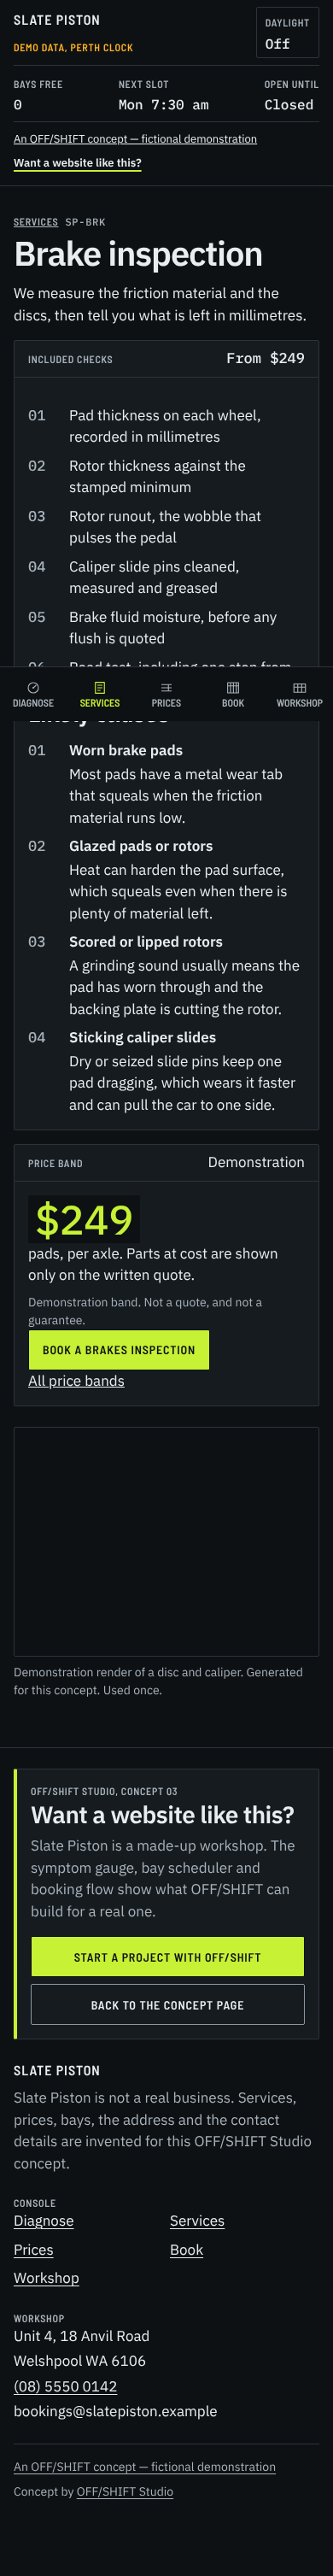 SLATE PISTON
DEMO DATA, PERTH CLOCK
DAYLIGHT
Off
BAYS FREE
0
NEXT SLOT
Mon 7:30 am
OPEN UNTIL
Closed
An OFF/SHIFT concept — fictional demonstration
Want a website like this?
SERVICES SP-BRK
Brake inspection
We measure the friction material and the
discs, then tell you what is left in millimetres.
INCLUDED CHECKS
From $249
01 Pad thickness on each wheel,
recorded in millimetres
02 Rotor thickness against the
stamped minimum
03 Rotor runout, the wobble that
pulses the pedal
04 Caliper slide pins cleaned,
measured and greased
05 Brake fluid moisture, before any
flush is quoted
DIAGNOSE
SERVICES
PRICES
BOOK
WORKSHOP
01 Worn brake pads
Most pads have a metal wear tab
that squeals when the friction
material runs low.
02 Glazed pads or rotors
Heat can harden the pad surface,
which squeals even when there is
plenty of material left.
03 Scored or lipped rotors
A grinding sound usually means the
pad has worn through and the
backing plate is cutting the rotor.
04 Sticking caliper slides
Dry or seized slide pins keep one
pad dragging, which wears it faster
and can pull the car to one side.
PRICE BAND
Demonstration
$249
pads, per axle. Parts at cost are shown
only on the written quote.
Demonstration band. Not a quote, and not a
guarantee.
BOOK A BRAKES INSPECTION
All price bands
Demonstration render of a disc and caliper. Generated
for this concept. Used once.
OFF/SHIFT STUDIO, CONCEPT 03
Want a website like this?
Slate Piston is a made-up workshop. The
symptom gauge, bay scheduler and
booking flow show what OFF/SHIFT can
build for a real one.
START A PROJECT WITH OFF/SHIFT
BACK TO THE CONCEPT PAGE
SLATE PISTON
Slate Piston is not a real business. Services,
prices, bays, the address and the contact
details are invented for this OFF/SHIFT Studio
concept.
CONSOLE
Diagnose
Services
Prices
Book
Workshop
WORKSHOP
Unit 4, 18 Anvil Road
Welshpool WA 6106
(08) 5550 0142
bookings@slatepiston.example
An OFF/SHIFT concept — fictional demonstration
Concept by OFF/SHIFT Studio